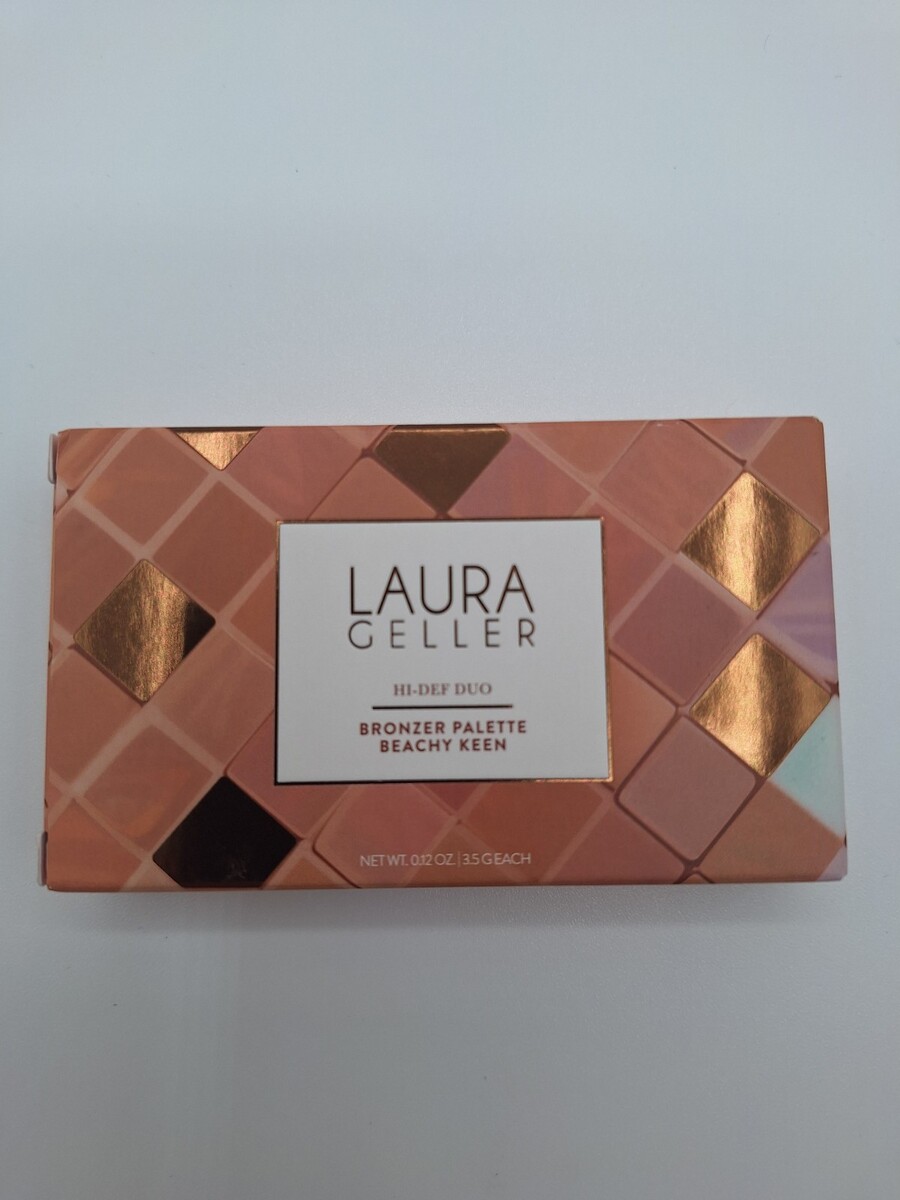 LAURA
GELLER
HI-DEF DUO
BRONZER PALETTE
BEACHY KEEN
NET WT. 0.12 OZ. | 3.5 G EACH